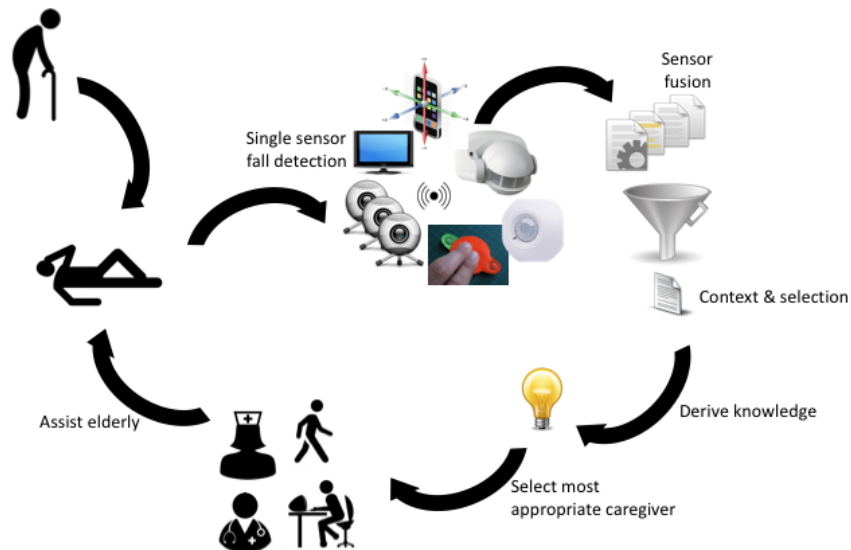 Single sensor
fall detection
Sensor
fusion
Context & selection
Derive knowledge
Select most
appropriate caregiver
Assist elderly